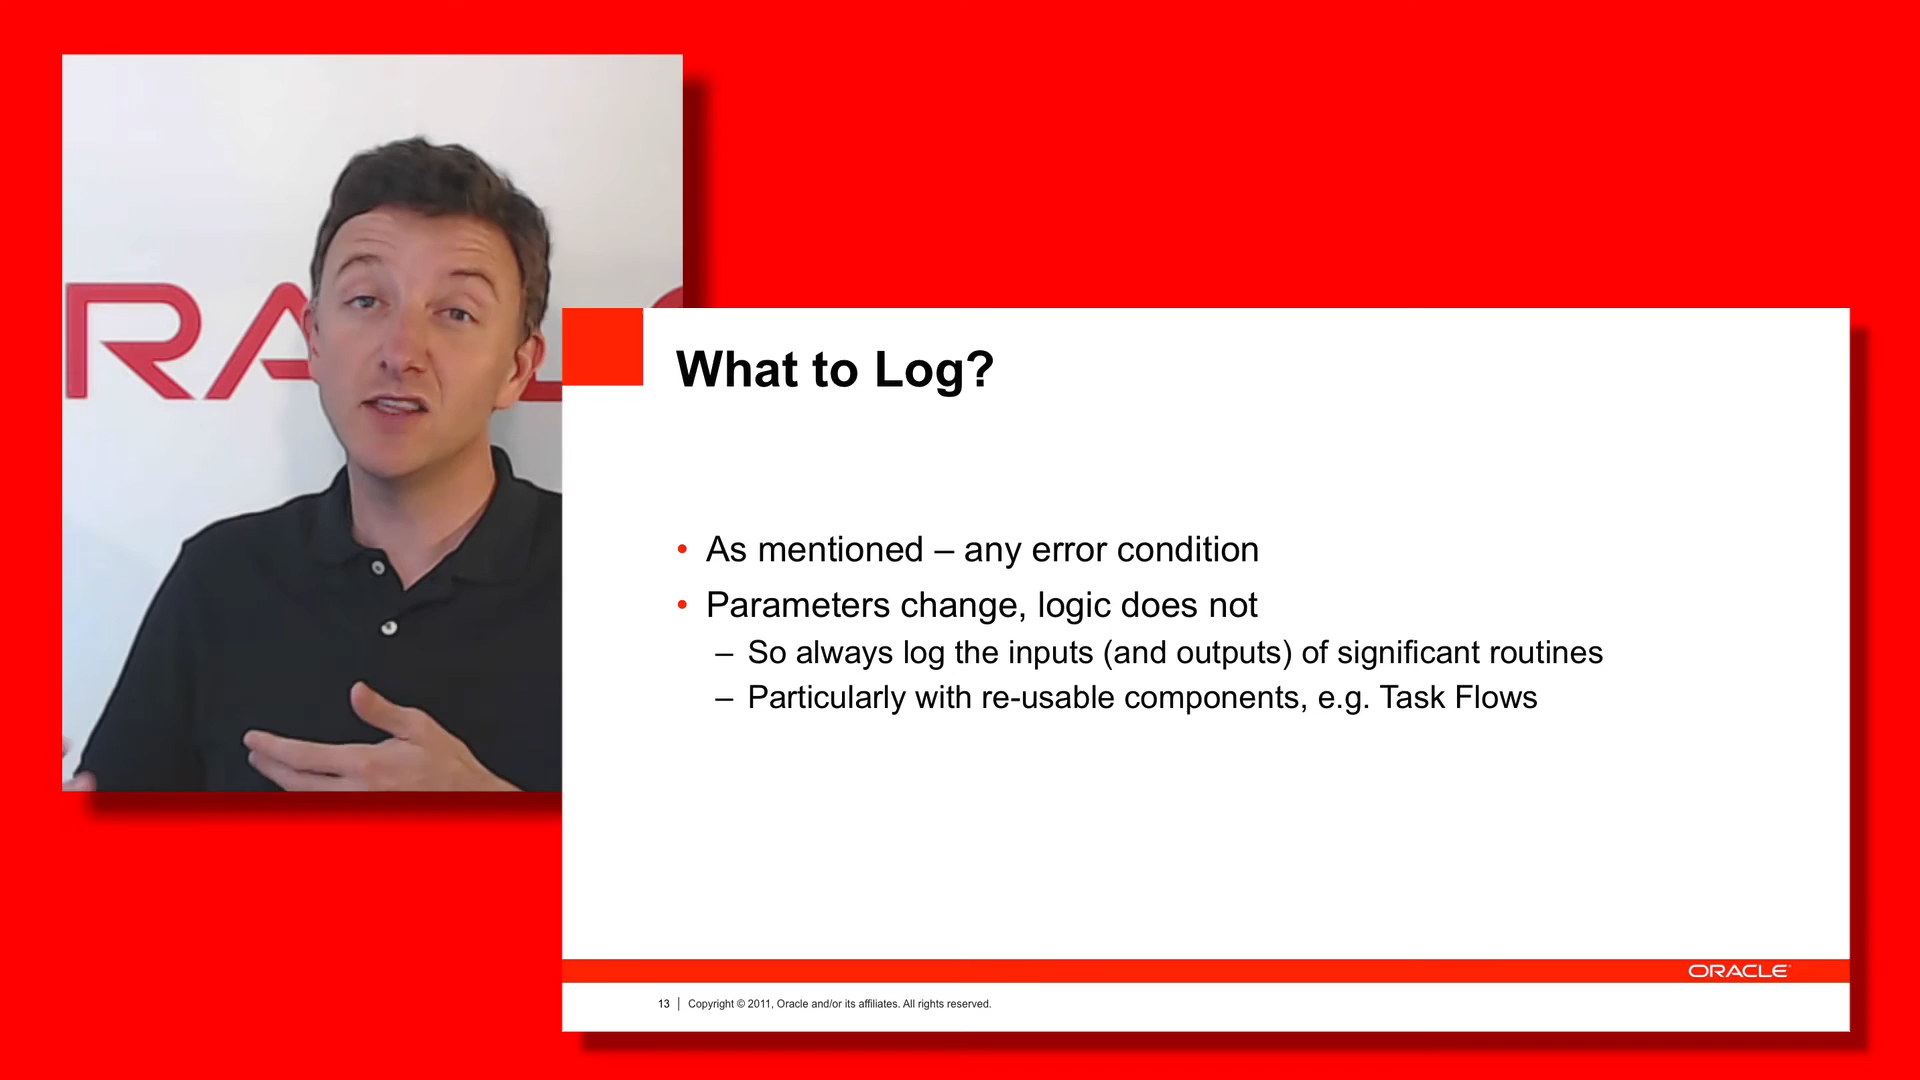 RACL
What to Log?
• As mentioned – any error condition
• Parameters change, logic does not
– So always log the inputs (and outputs) of significant routines
– Particularly with re-usable components, e.g. Task Flows
ORACLE
13 | Copyright © 2011, Oracle and/or its affiliates. All rights reserved.